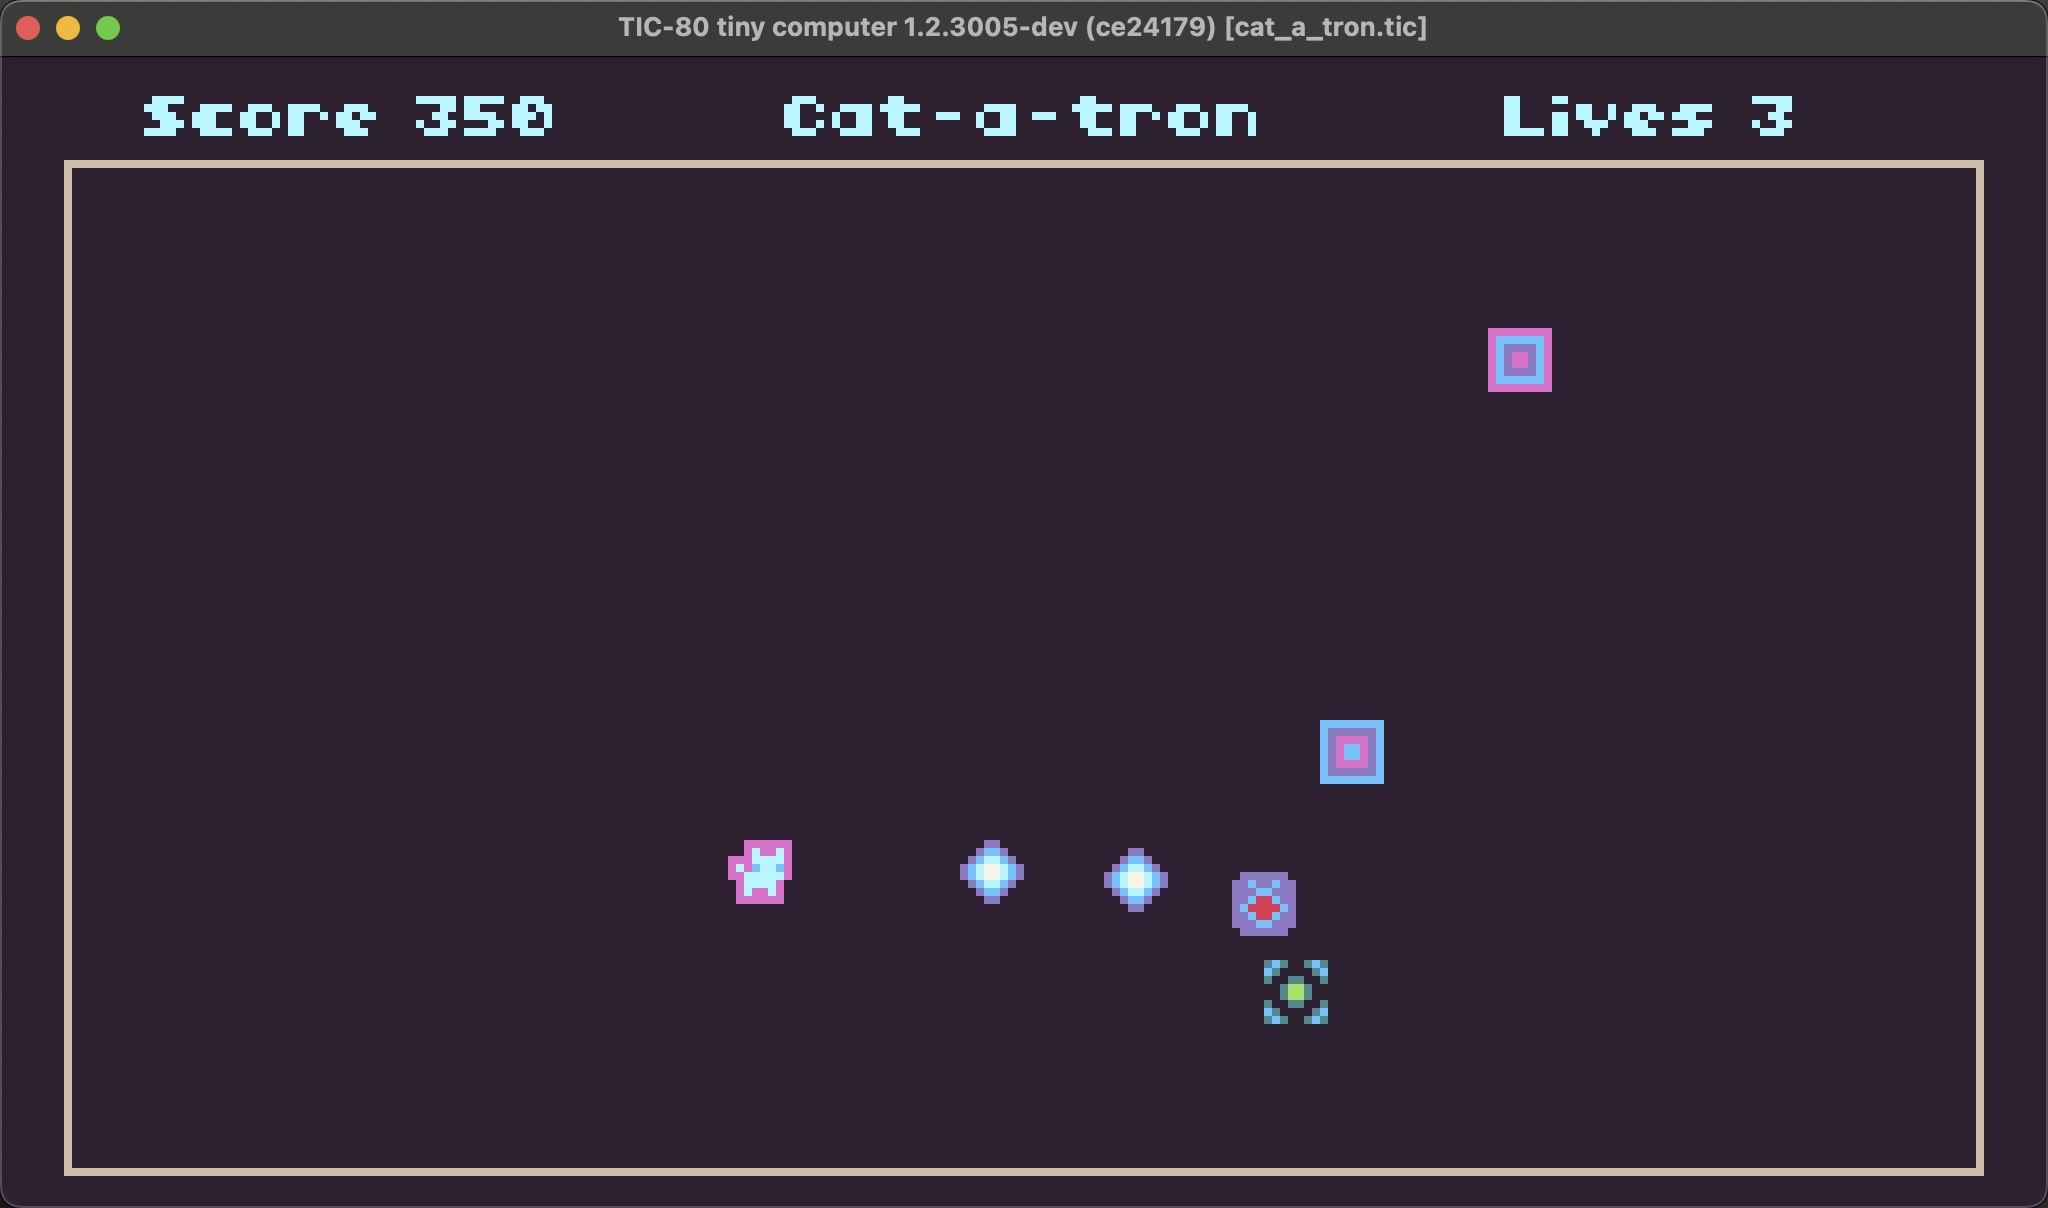 TIC-80 tiny computer 1.2.3005-dev (ce24179) [cat_a_tron.tic]
Score 350 Cat-a-tron Lives 3